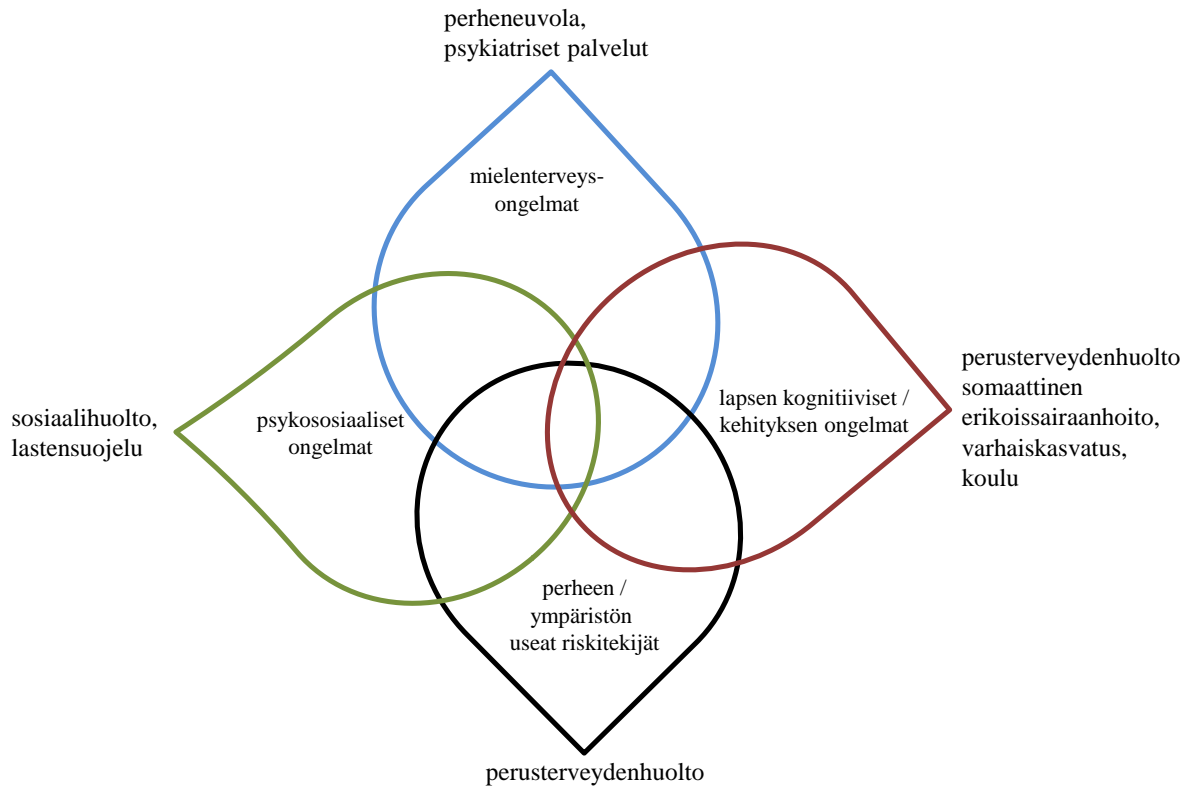 perheneuvola,
psykiatriset palvelut
mielenterveys-
ongelmat
sosiaalihuolto,
lastensuojelu
psykososiaaliset
ongelmat
lapsen kognitiiviset /
kehityksen ongelmat
perusterveydenhuolto
somaattinen
erikoissairaanhoito,
varhaiskasvatus,
koulu
perheen /
ympäristön
useat riskitekijät
perusterveydenhuolto